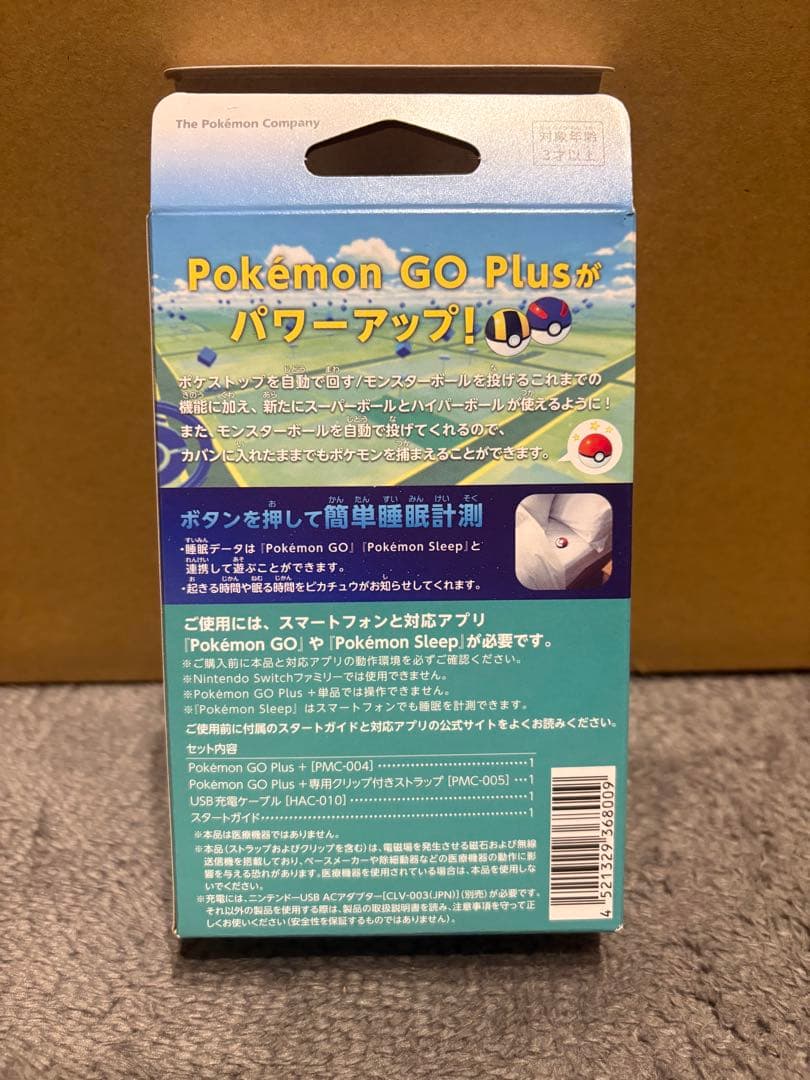 The Pokémon Company
対象年齢
3才以上
Pokémon GO Plusが
パワーアップ!
ポケストップを自動で回す/モンスターボールを投げるこれまでの
機能に加え、新たにスーパーボールとハイパーボールが使えるように!
また、モンスターボールを自動で投げてくれるので、
カバンに入れたままでもポケモンを捕まえることができます。
ボタンを押して簡単睡眠計測
・睡眠データは『Pokémon GO』『Pokémon Sleep』と
連携して遊ぶことができます。
・起きる時間や眠る時間をピカチュウがお知らせしてくれます。
ご使用には、スマートフォンと対応アプリ
『Pokémon GO』や『Pokémon Sleep』が必要です。
※ご購入前に本品と対応アプリの動作環境を必ずご確認ください。
※Nintendo Switchファミリーでは使用できません。
※Pokémon GO Plus +単品では操作できません。
※『Pokémon Sleep』はスマートフォンでも睡眠を計測できます。
ご使用前に付属のスタートガイドと対応アプリの公式サイトをよくお読みください。
セット内容
Pokémon GO Plus + [PMC-004] ……………………………1
Pokémon GO Plus +専用クリップ付きストラップ [PMC-005] …1
USB充電ケーブル [HAC-010] ……………………………1
スタートガイド……………………………………………1
※本品は医療機器ではありません。
※本品(ストラップおよびクリップを含む)は、電磁場を発生させる磁石および無線
送信機を搭載しており、ペースメーカーや除細動器などの医療機器の動作に影
響を与える恐れがあります。医療機器を使用されている場合は、本品を使用しな
いでください。
※充電には、ニンテンドーUSB ACアダプター[CLV-003(JPN)](別売)が必要です。
それ以外の製品を使用する際は、製品の取扱説明書を読み、注意事項を守って正
しくお使いください(安全性を保証するものではありません)。
4 521329 368009